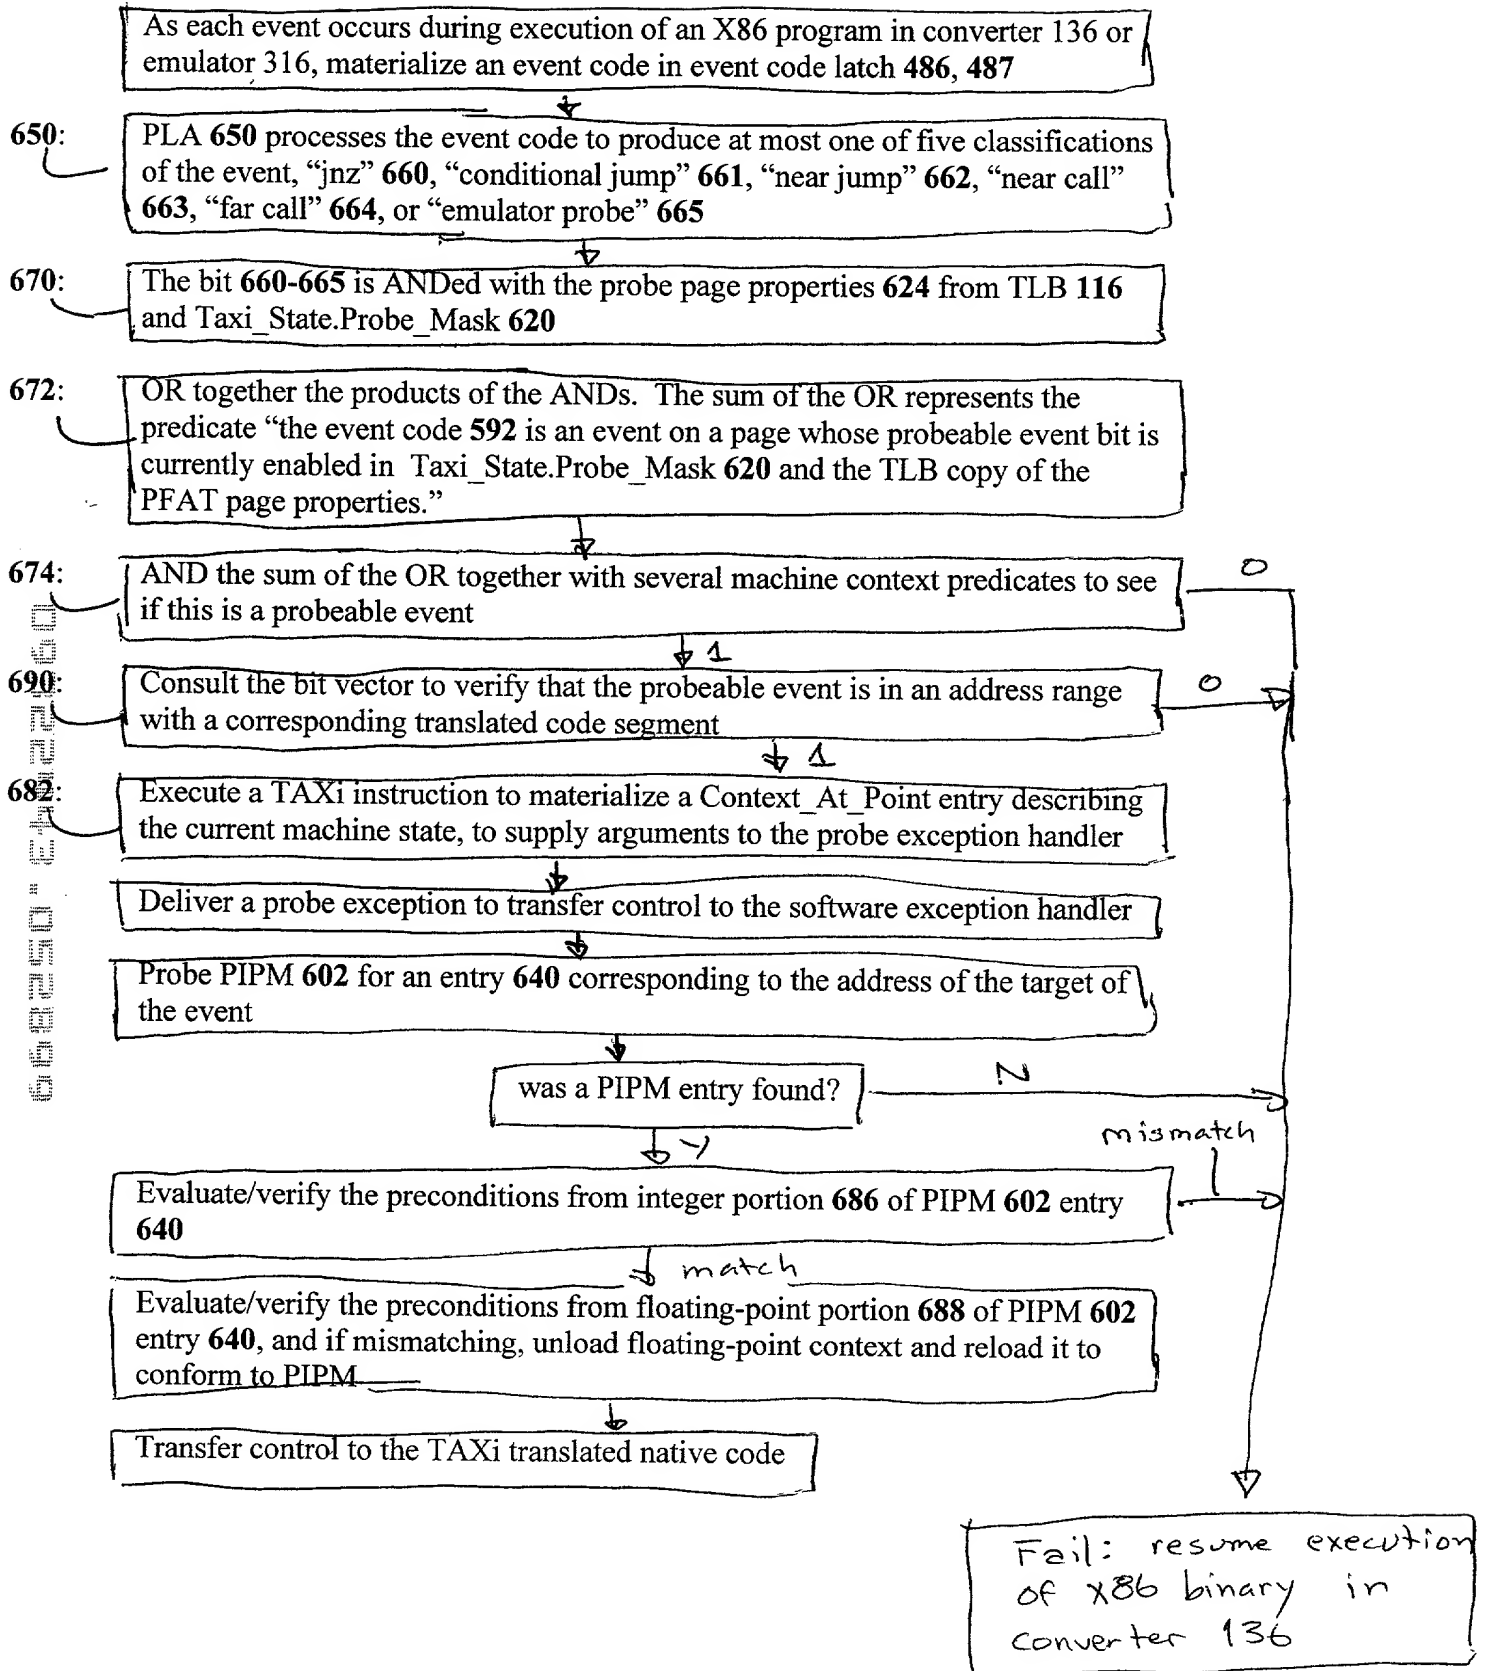 As each event occurs during execution of an X86 program in converter 136 or
emulator 316, materialize an event code in event code latch 486, 487
650:
PLA 650 processes the event code to produce at most one of five classifications
of the event, “jnz” 660, “conditional jump” 661, “near jump” 662, “near call”
663, “far call” 664, or “emulator probe” 665
670:
The bit 660-665 is ANDed with the probe page properties 624 from TLB 116
and Taxi_State.Probe_Mask 620
672:
OR together the products of the ANDs. The sum of the OR represents the
predicate “the event code 592 is an event on a page whose probeable event bit is
currently enabled in Taxi_State.Probe_Mask 620 and the TLB copy of the
PFAT page properties.”
674:
AND the sum of the OR together with several machine context predicates to see
if this is a probeable event
0
1
690:
Consult the bit vector to verify that the probeable event is in an address range
with a corresponding translated code segment
0
1
682:
Execute a TAXi instruction to materialize a Context_At_Point entry describing
the current machine state, to supply arguments to the probe exception handler
Deliver a probe exception to transfer control to the software exception handler
Probe PIPM 602 for an entry 640 corresponding to the address of the target of
the event
was a PIPM entry found?
N
Y
mismatch
Evaluate/verify the preconditions from integer portion 686 of PIPM 602 entry
640
match
Evaluate/verify the preconditions from floating-point portion 688 of PIPM 602
entry 640, and if mismatching, unload floating-point context and reload it to
conform to PIPM
Transfer control to the TAXi translated native code
Fail: resume execution
of X86 binary in
converter 136